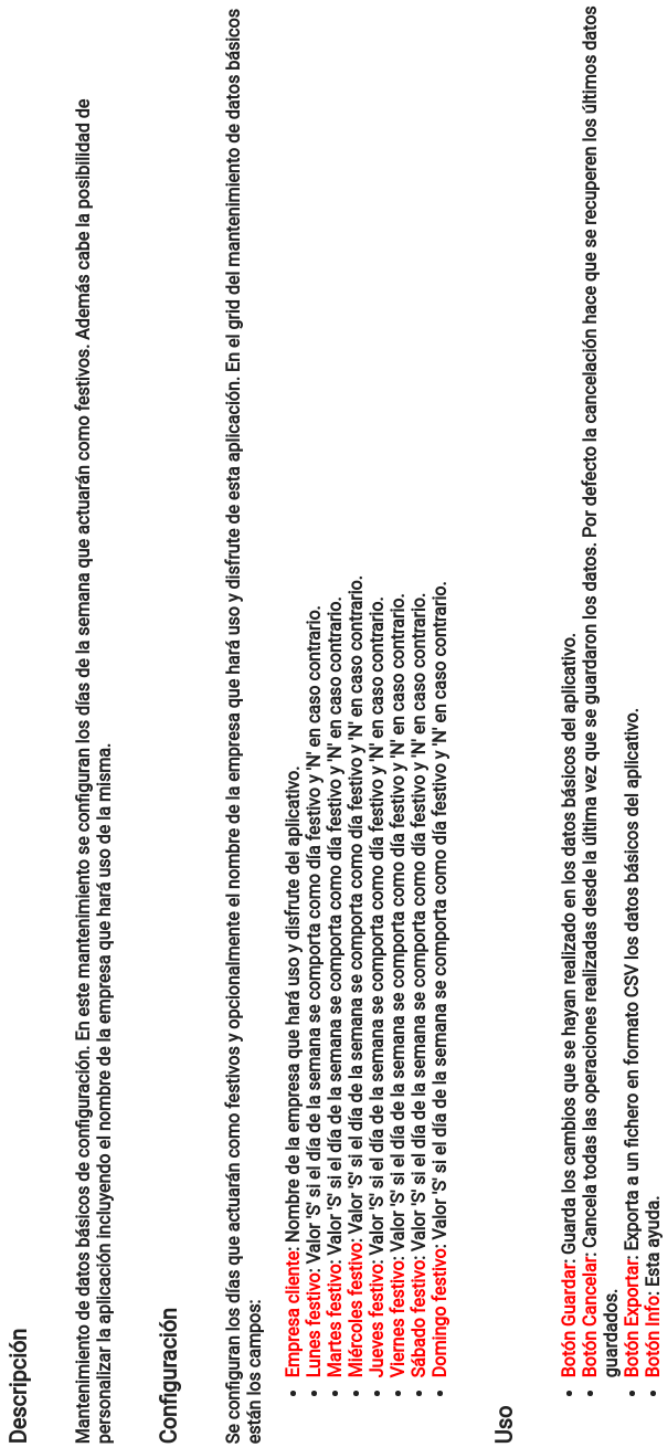 Descripción
Mantenimiento de datos básicos de configuración. En este mantenimiento se configuran los días de la semana que actuarán como festivos. Además cabe la posibilidad de
personalizar la aplicación incluyendo el nombre de la empresa que hará uso de la misma.
Configuración
Se configuran los días que actuarán como festivos y opcionalmente el nombre de la empresa que hará uso y disfrute de esta aplicación. En el grid del mantenimiento de datos básicos
están los campos:
• Empresa cliente: Nombre de la empresa que hará uso y disfrute del aplicativo.
• Lunes festivo: Valor 'S' si el día de la semana se comporta como día festivo y 'N' en caso contrario.
• Martes festivo: Valor 'S' si el día de la semana se comporta como día festivo y 'N' en caso contrario.
• Miércoles festivo: Valor 'S' si el día de la semana se comporta como día festivo y 'N' en caso contrario.
• Jueves festivo: Valor 'S' si el día de la semana se comporta como día festivo y 'N' en caso contrario.
• Viernes festivo: Valor 'S' si el día de la semana se comporta como día festivo y 'N' en caso contrario.
• Sábado festivo: Valor 'S' si el día de la semana se comporta como día festivo y 'N' en caso contrario.
• Domingo festivo: Valor 'S' si el día de la semana se comporta como día festivo y 'N' en caso contrario.
Uso
• Botón Guardar: Guarda los cambios que se hayan realizado en los datos básicos del aplicativo.
• Botón Cancelar: Cancela todas las operaciones realizadas desde la última vez que se guardaron los datos. Por defecto la cancelación hace que se recuperen los últimos datos
guardados.
• Botón Exportar: Exporta a un fichero en formato CSV los datos básicos del aplicativo.
• Botón Info: Esta ayuda.